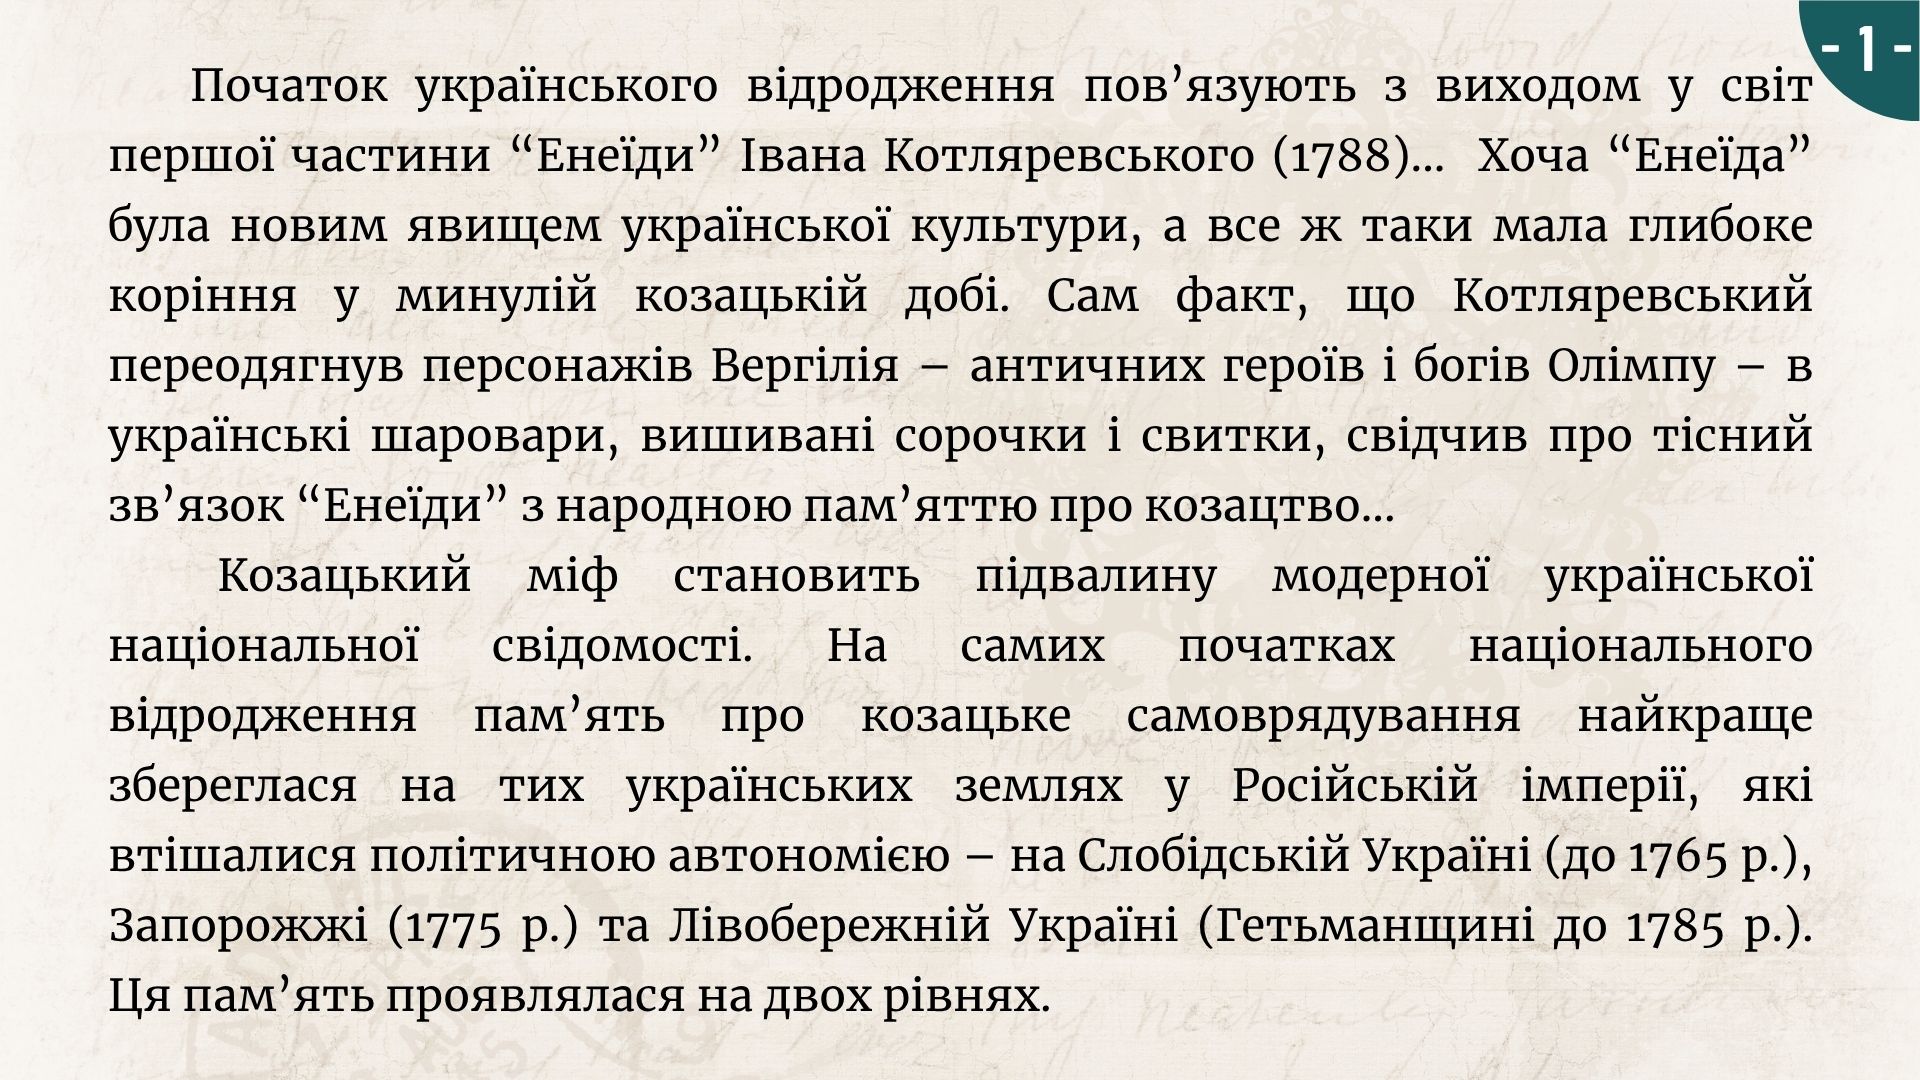 - 1 -
Початок українського відродження пов’язують з виходом у світ
першої частини “Енеїди” Івана Котляревського (1788)... Хоча “Енеїда”
була новим явищем української культури, а все ж таки мала глибоке
коріння у минулій козацькій добі. Сам факт, що Котляревський
переодягнув персонажів Вергілія – античних героїв і богів Олімпу – в
українські шаровари, вишивані сорочки і свитки, свідчив про тісний
зв’язок “Енеїди” з народною пам’яттю про козацтво...
Козацький міф становить підвалину модерної української
національної свідомості. На самих початках національного
відродження пам’ять про козацьке самоврядування найкраще
збереглася на тих українських землях у Російській імперії, які
втішалися політичною автономією – на Слобідській Україні (до 1765 р.),
Запорожжі (1775 р.) та Лівобережній Україні (Гетьманщині до 1785 р.).
Ця пам’ять проявлялася на двох рівнях.